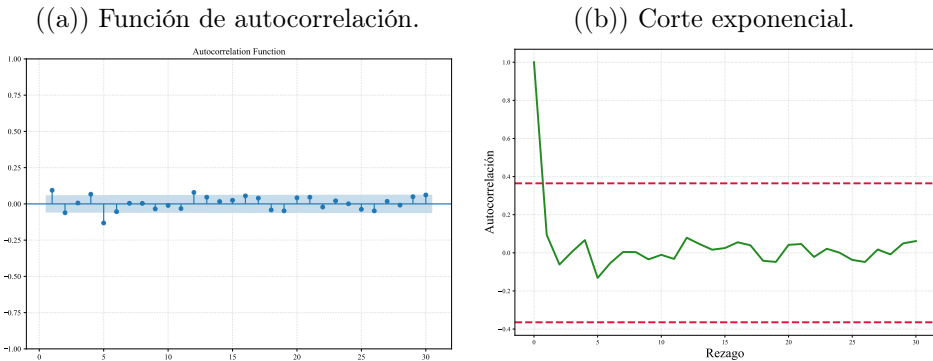 ((a)) Función de autocorrelación.
Autocorrelation Function
1.00
0.75
0.50
0.25
0.00
−0.25
−0.50
−0.75
−1.00
0 5 10 15 20 25 30
((b)) Corte exponencial.
Autocorrelación
1.0
0.8
0.6
0.4
0.2
0.0
−0.2
−0.4
0 5 10 15 20 25 30
Rezago